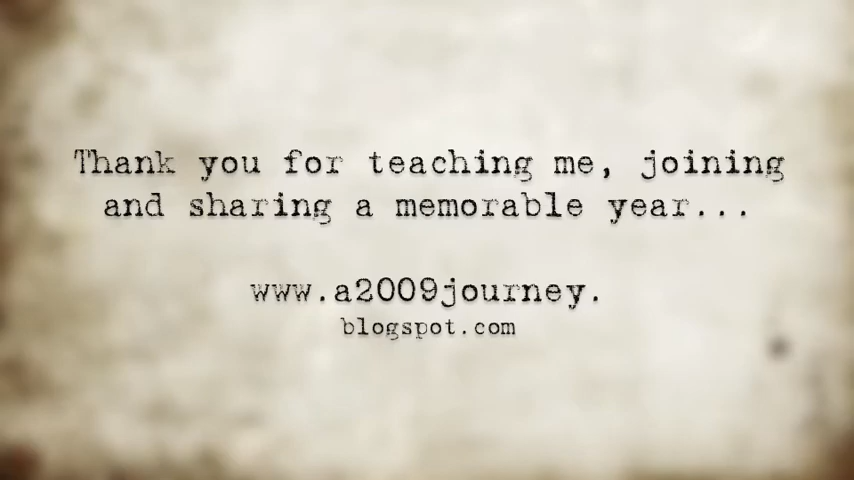 Thank you for teaching me, joining
and sharing a memorable year...
www.a2009journey.
blogspot.com